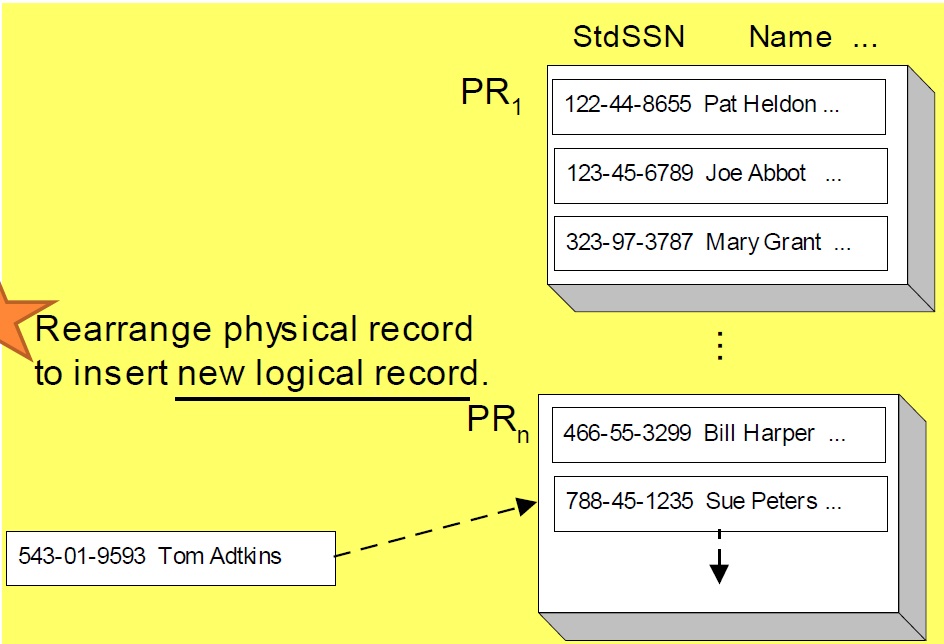 StdSSN Name ...
PR1
122-44-8655 Pat Heldon ...
123-45-6789 Joe Abbot ...
323-97-3787 Mary Grant ...
⋮
Rearrange physical record
to insert new logical record.
PRn
466-55-3299 Bill Harper ...
788-45-1235 Sue Peters ...
543-01-9593 Tom Adtkins